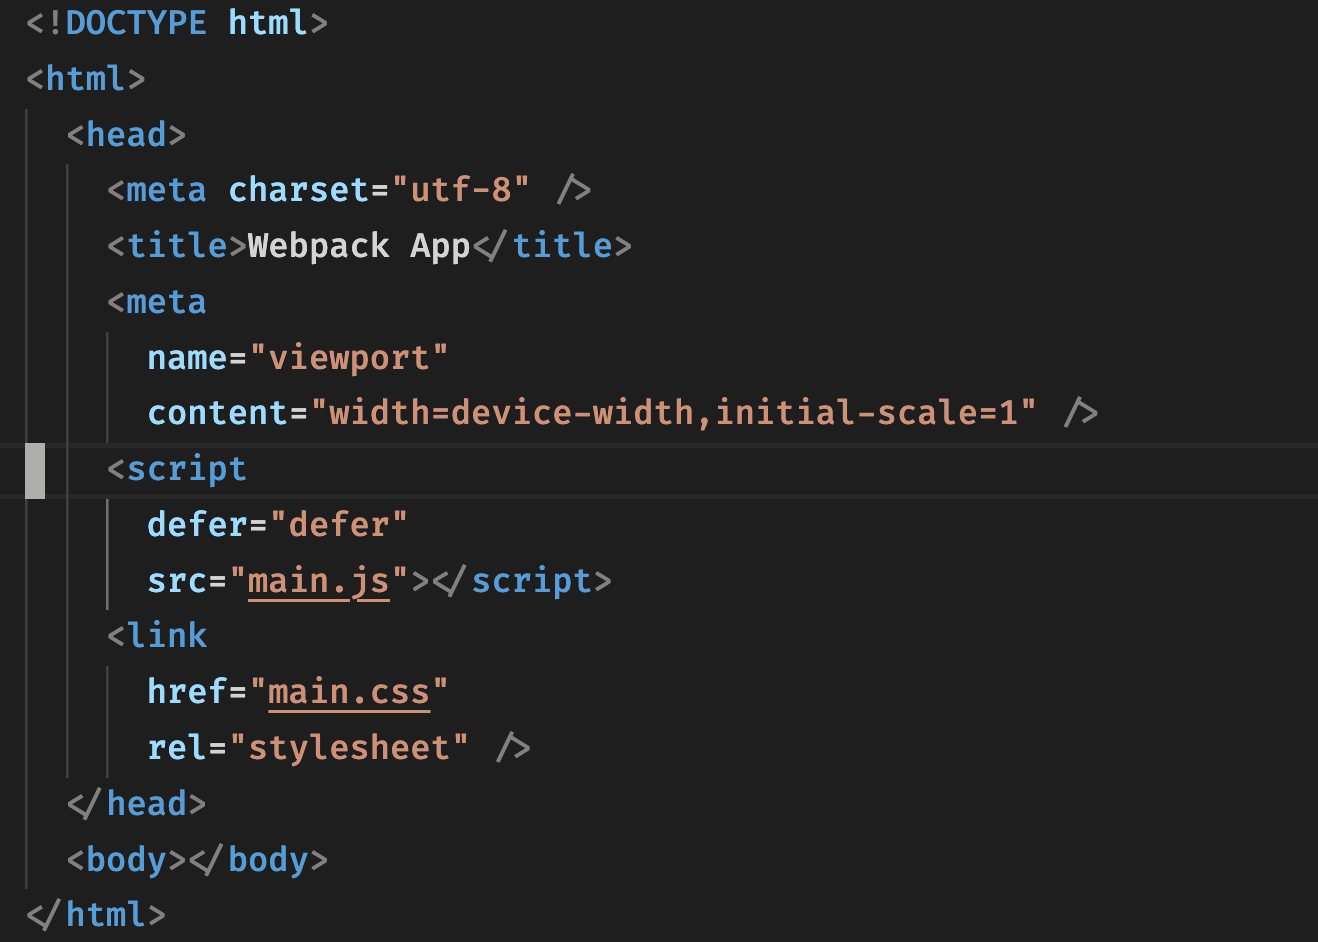 <!DOCTYPE html>
<html>
  <head>
    <meta charset="utf-8" />
    <title>Webpack App</title>
    <meta
      name="viewport"
      content="width=device-width,initial-scale=1" />
    <script
      defer="defer"
      src="main.js"></script>
    <link
      href="main.css"
      rel="stylesheet" />
  </head>
  <body></body>
</html>